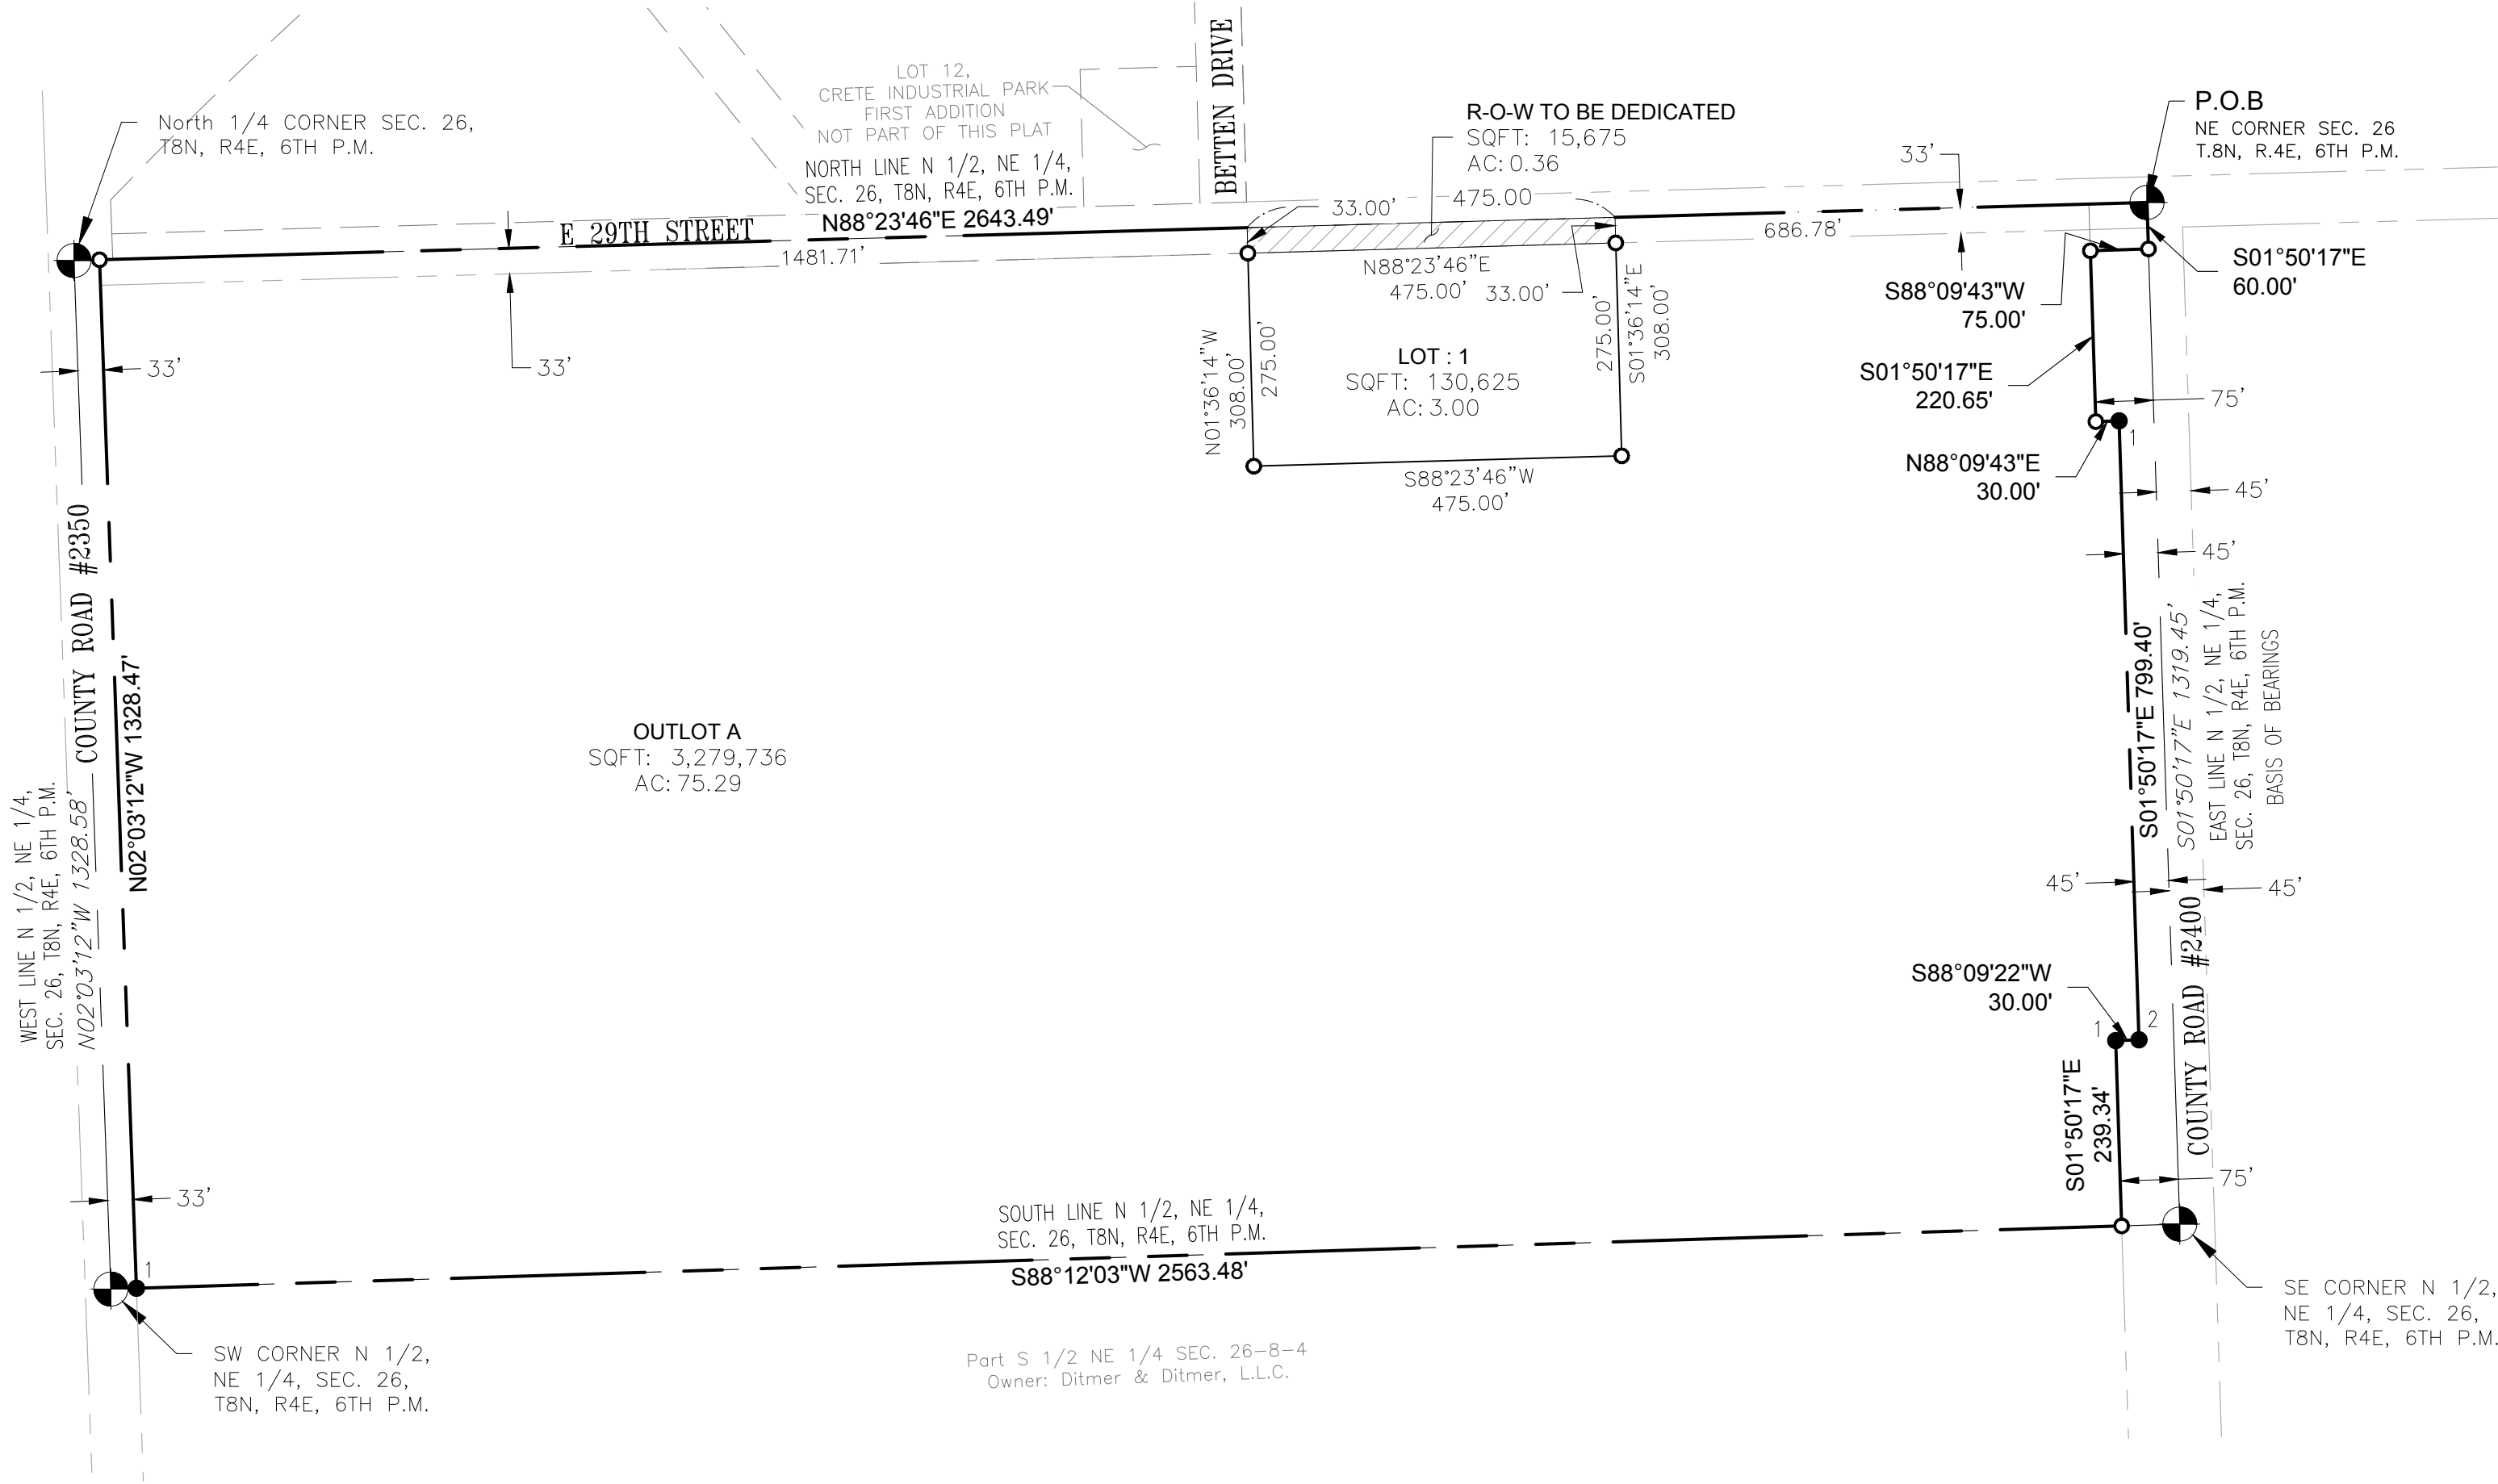 North 1/4 CORNER SEC. 26,
T8N, R4E, 6TH P.M.
LOT 12,
CRETE INDUSTRIAL PARK
FIRST ADDITION
NOT PART OF THIS PLAT
NORTH LINE N 1/2, NE 1/4,
SEC. 26, T8N, R4E, 6TH P.M.
N88°23'46"E 2643.49'
E 29TH STREET
1481.71'
BETTEN DRIVE
R-O-W TO BE DEDICATED
SQFT: 15,675
AC: 0.36
475.00
33.00'
33'
686.78'
P.O.B
NE CORNER SEC. 26
T.8N, R.4E, 6TH P.M.
S01°50'17"E
60.00'
S88°09'43"W
75.00'
S01°50'17"E
220.65'
75'
N88°09'43"E
30.00'
1
45'
45'
N88°23'46"E
475.00'
33.00'
N01°36'14"W
308.00'
275.00'
LOT : 1
SQFT: 130,625
AC: 3.00
275.00'
S01°36'14"E
308.00'
S88°23'46"W
475.00'
33'
33'
COUNTY ROAD #2350
N02°03'12"W 1328.47'
WEST LINE N 1/2, NE 1/4,
SEC. 26, T8N, R4E, 6TH P.M.
N02°03'12"W 1328.58'
OUTLOT A
SQFT: 3,279,736
AC: 75.29
S01°50'17"E 799.40'
S01°50'17"E 1319.45'
EAST LINE N 1/2, NE 1/4,
SEC. 26, T8N, R4E, 6TH P.M.
BASIS OF BEARINGS
45'
45'
COUNTY ROAD #2400
S88°09'22"W
30.00'
1
2
S01°50'17"E
239.34'
75'
33'
1
SOUTH LINE N 1/2, NE 1/4,
SEC. 26, T8N, R4E, 6TH P.M.
S88°12'03"W 2563.48'
SW CORNER N 1/2,
NE 1/4, SEC. 26,
T8N, R4E, 6TH P.M.
Part S 1/2 NE 1/4 SEC. 26-8-4
Owner: Ditmer & Ditmer, L.L.C.
SE CORNER N 1/2,
NE 1/4, SEC. 26,
T8N, R4E, 6TH P.M.